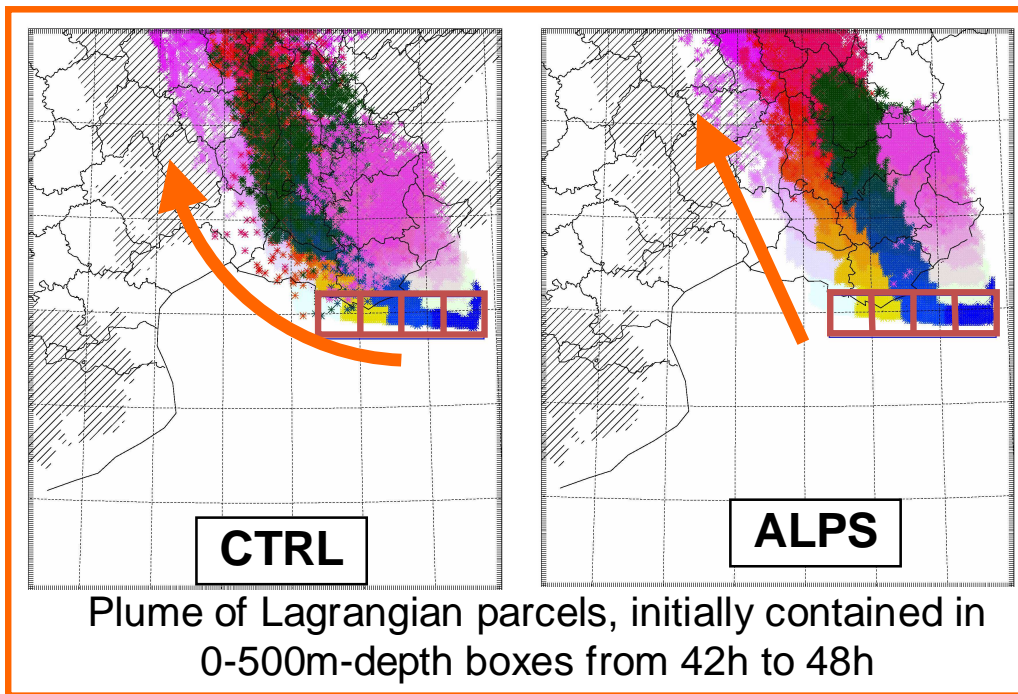 CTRL
ALPS
Plume of Lagrangian parcels, initially contained in
0-500m-depth boxes from 42h to 48h